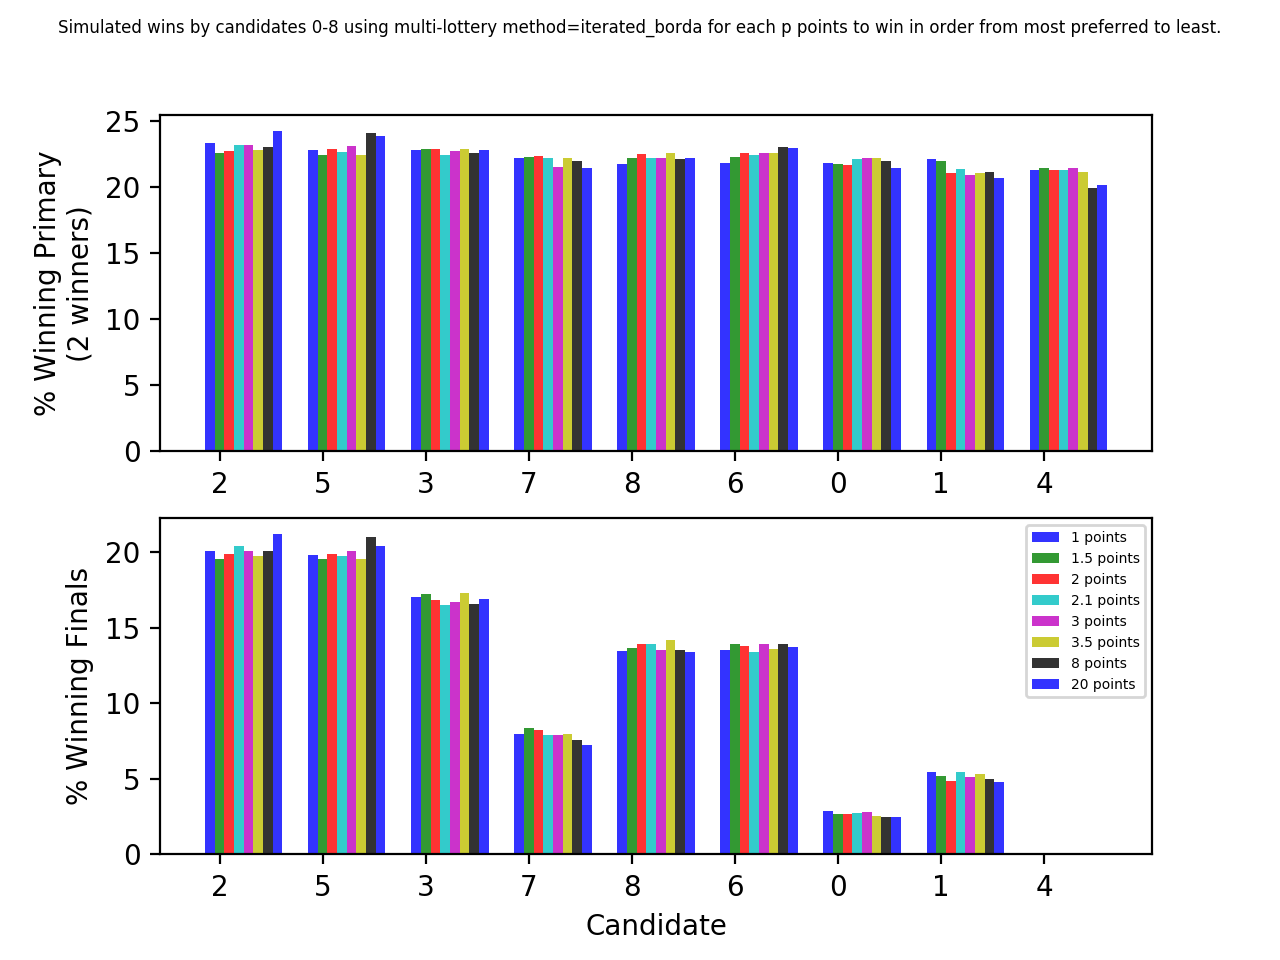 Simulated wins by candidates 0-8 using multi-lottery method=iterated_borda for each p points to win in order from most preferred to least.
% Winning Primary
(2 winners)
25
20
15
10
5
0
2 5 3 7 8 6 0 1 4
% Winning Finals
20
15
10
5
0
1 points
1.5 points
2 points
2.1 points
3 points
3.5 points
8 points
20 points
2 5 3 7 8 6 0 1 4
Candidate